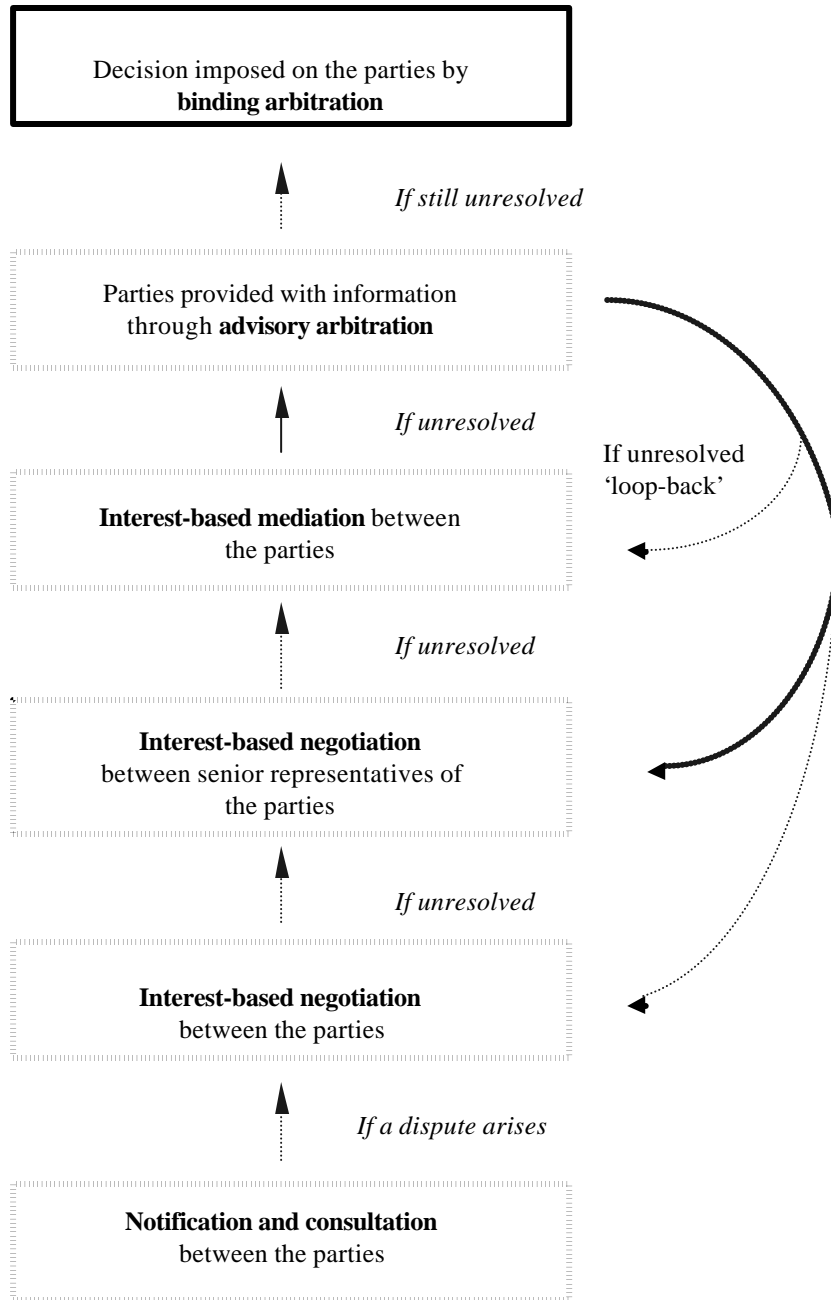 Decision imposed on the parties by
binding arbitration
If still unresolved
Parties provided with information
through advisory arbitration
If unresolved
If unresolved
‘loop-back’
Interest-based mediation between
the parties
If unresolved
Interest-based negotiation
between senior representatives of
the parties
If unresolved
Interest-based negotiation
between the parties
If a dispute arises
Notification and consultation
between the parties